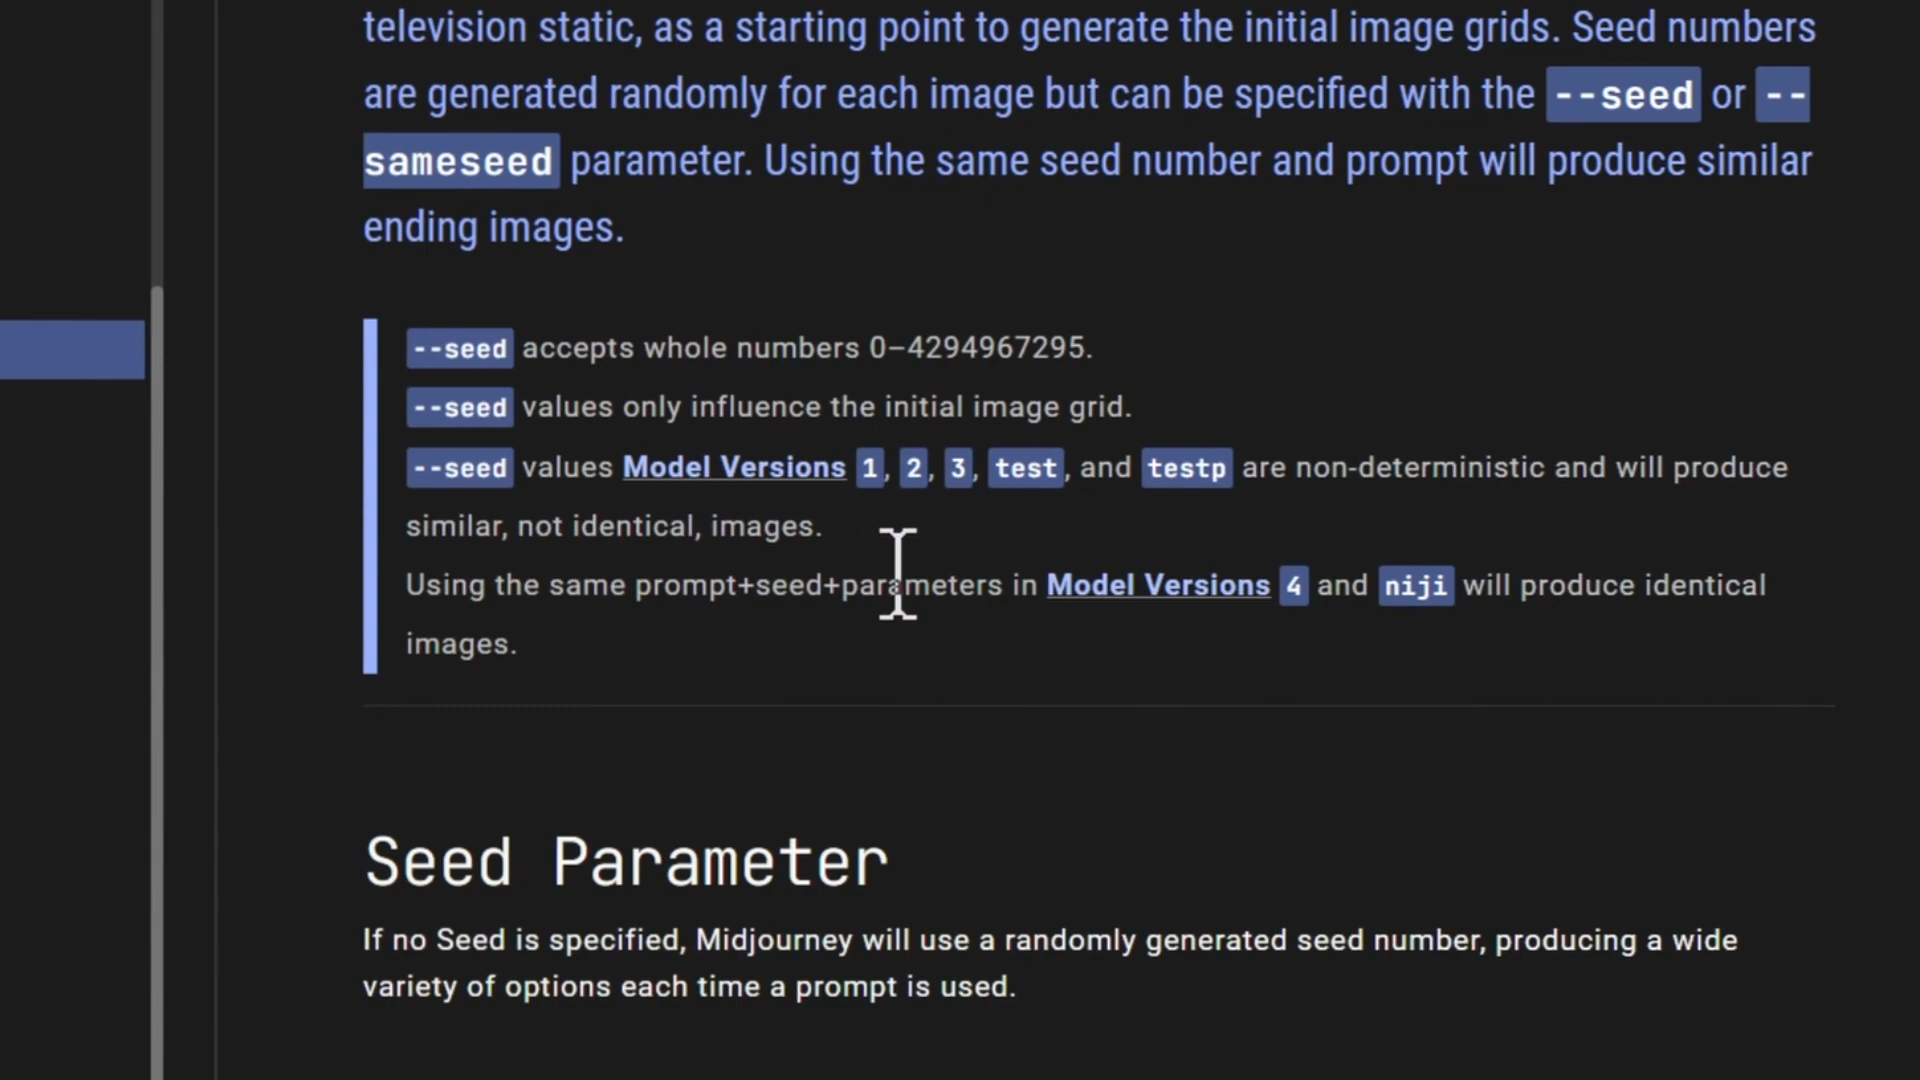 television static, as a starting point to generate the initial image grids. Seed numbers
are generated randomly for each image but can be specified with the --seed or --
sameseed parameter. Using the same seed number and prompt will produce similar
ending images.
--seed accepts whole numbers 0–4294967295.
--seed values only influence the initial image grid.
--seed values Model Versions 1, 2, 3, test, and testp are non-deterministic and will produce
similar, not identical, images.
Using the same prompt+seed+parameters in Model Versions 4 and niji will produce identical
images.
Seed Parameter
If no Seed is specified, Midjourney will use a randomly generated seed number, producing a wide
variety of options each time a prompt is used.